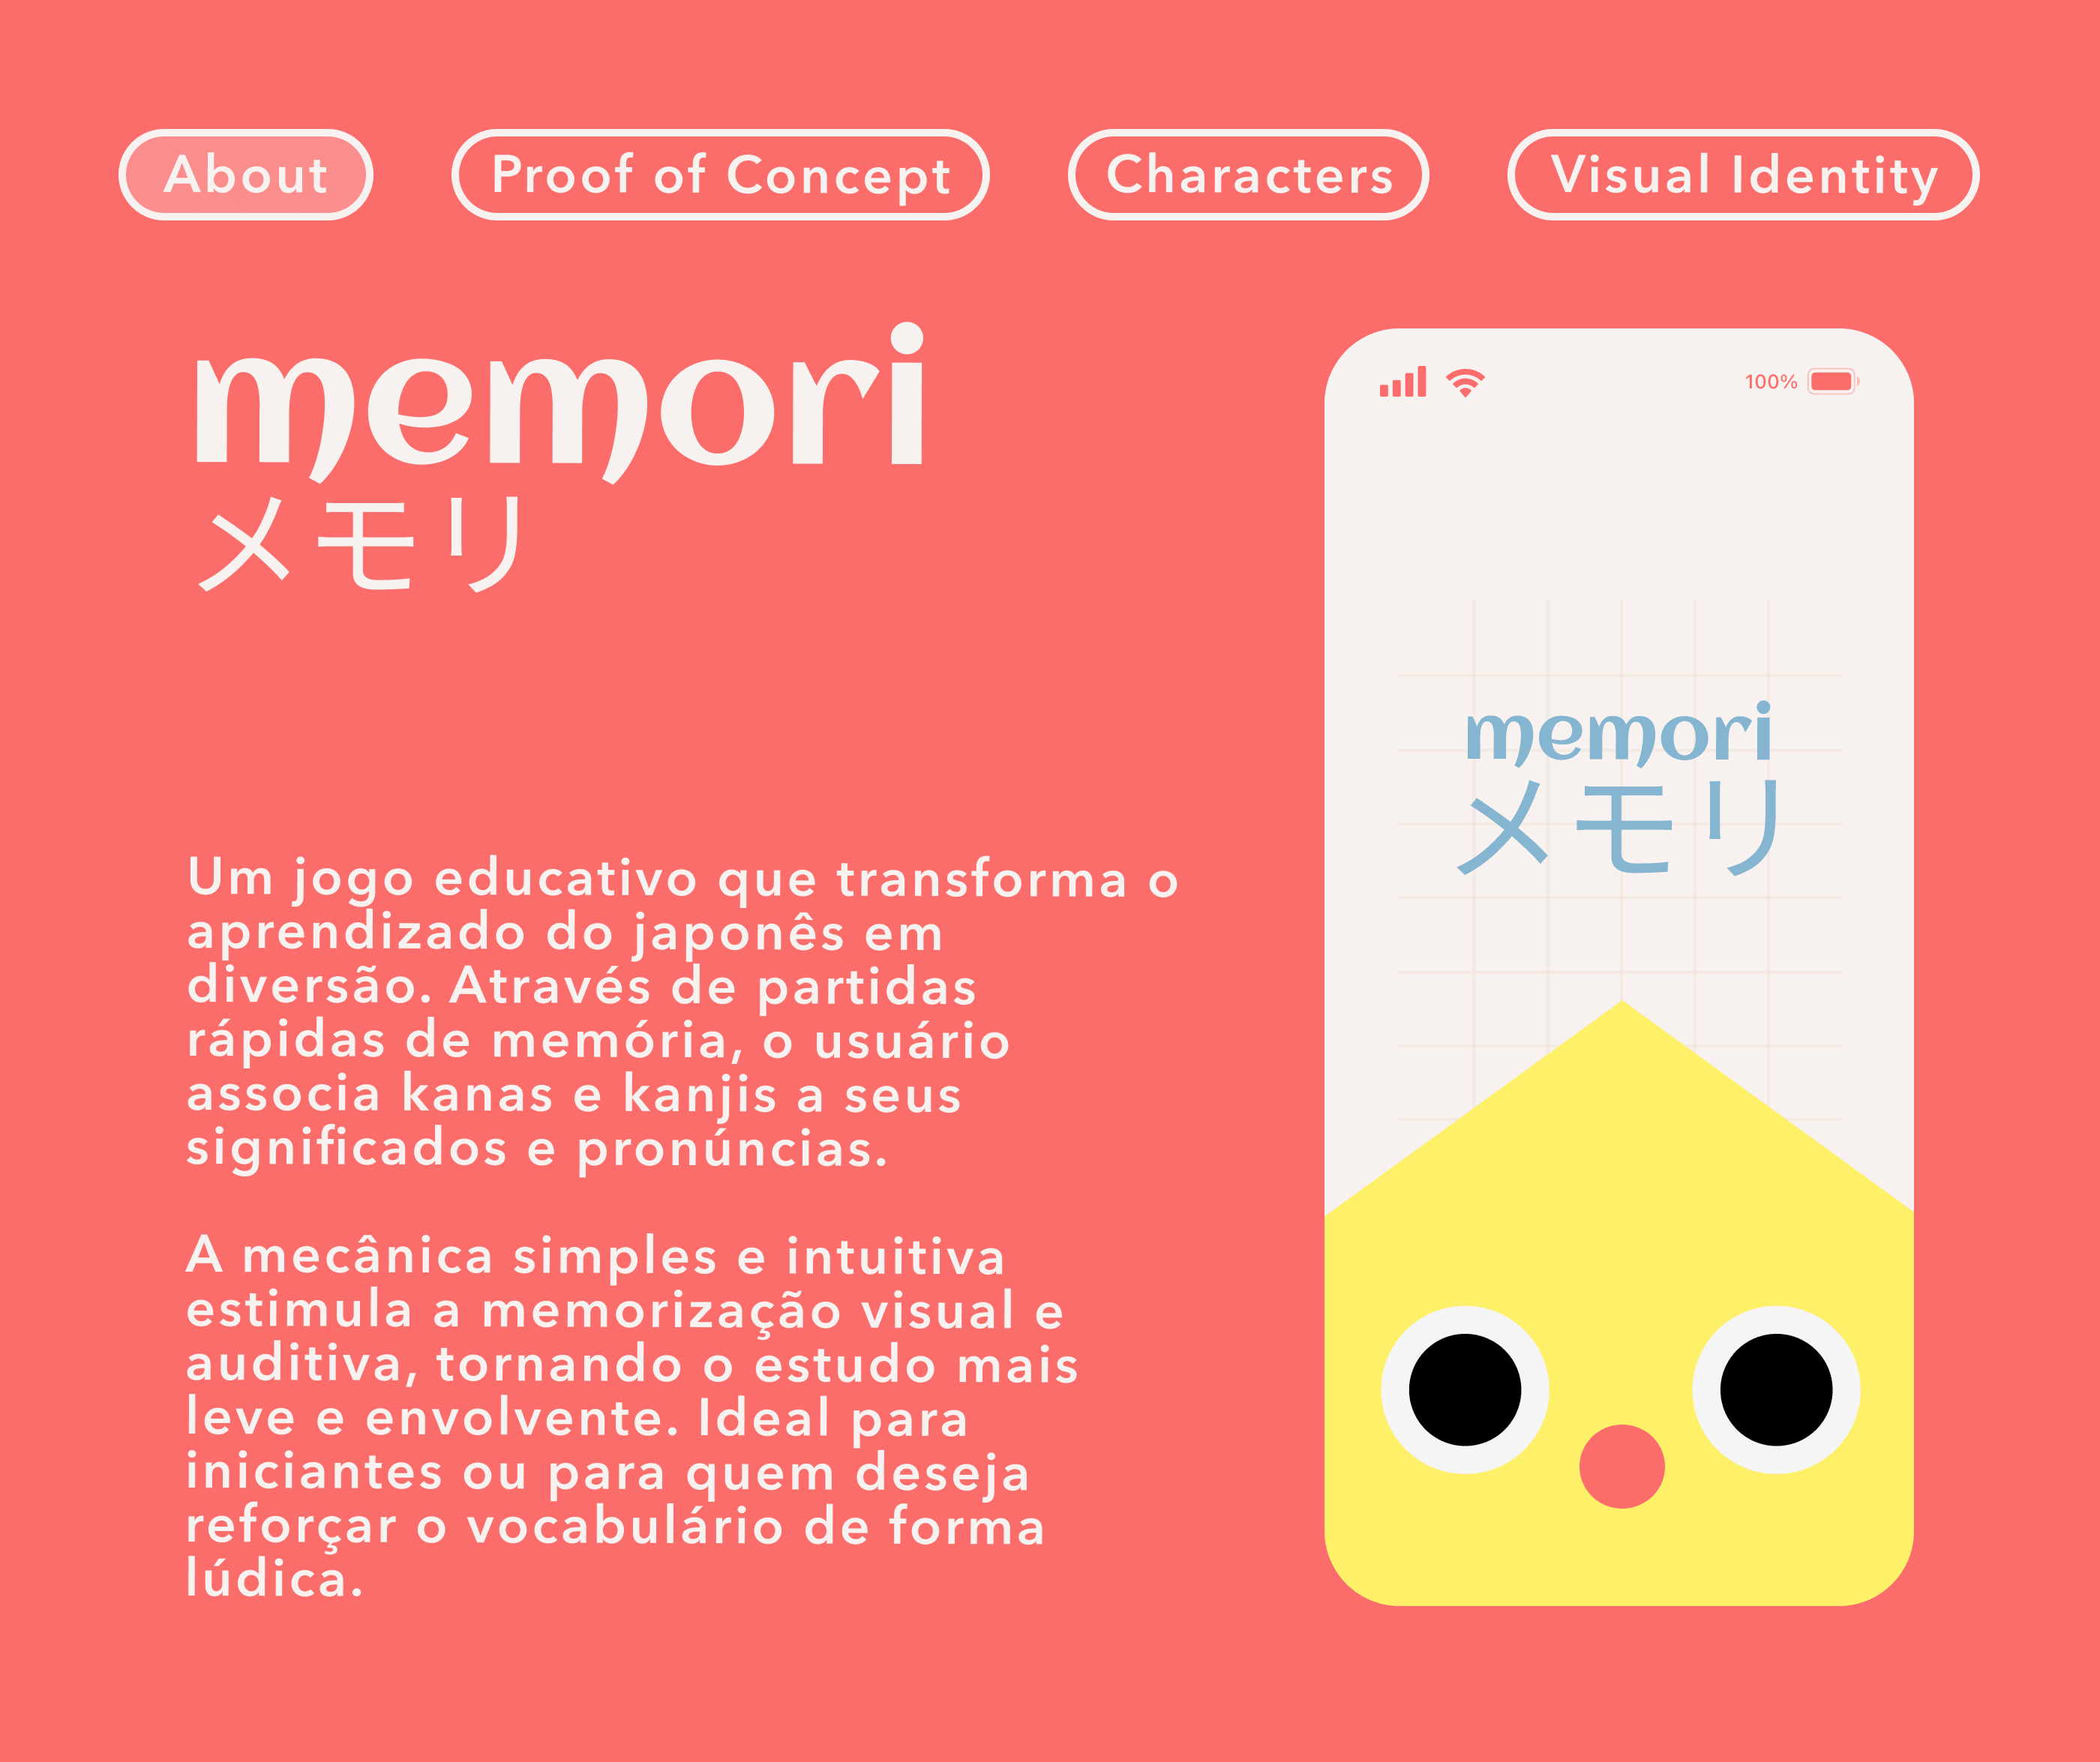 About
Proof of Concept
Characters
Visual Identity
memori
メモリ
Um jogo educativo que transforma o
aprendizado do japonês em
diversão. Através de partidas
rápidas de memória, o usuário
associa kanas e kanjis a seus
significados e pronúncias.
A mecânica simples e intuitiva
estimula a memorização visual e
auditiva, tornando o estudo mais
leve e envolvente. Ideal para
iniciantes ou para quem deseja
reforçar o vocabulário de forma
lúdica.
100%
memori
メモリ